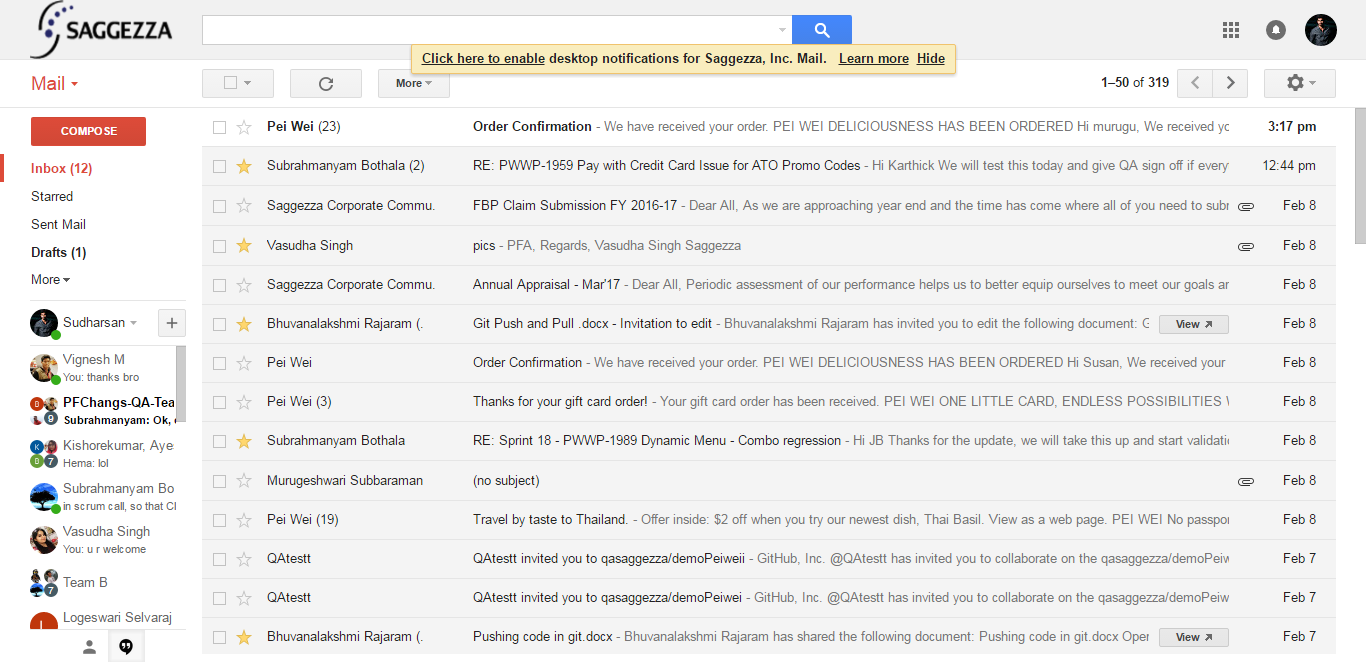 SAGGEZZA
Click here to enable desktop notifications for Saggezza, Inc. Mail. Learn more Hide
Mail
More
1–50 of 319
COMPOSE
Inbox (12)
Starred
Sent Mail
Drafts (1)
More
Sudharsan
Vignesh M
You: thanks bro
PFChangs-QA-Tea
Subrahmanyam: Ok,
9
Kishorekumar, Aye
Hema: lol
K
B
7
Subrahmanyam Bo
in scrum call, so that Cl
Vasudha Singh
You: u r welcome
Team B
7
Logeswari Selvaraj
L
Pei Wei (23) Order Confirmation - We have received your order. PEI WEI DELICIOUSNESS HAS BEEN ORDERED Hi murugu, We received yc 3:17 pm
Subrahmanyam Bothala (2) RE: PWWP-1959 Pay with Credit Card Issue for ATO Promo Codes - Hi Karthick We will test this today and give QA sign off if every 12:44 pm
Saggezza Corporate Commu. FBP Claim Submission FY 2016-17 - Dear All, As we are approaching year end and the time has come where all of you need to subr Feb 8
Vasudha Singh pics - PFA, Regards, Vasudha Singh Saggezza Feb 8
Saggezza Corporate Commu. Annual Appraisal - Mar'17 - Dear All, Periodic assessment of our performance helps us to better equip ourselves to meet our goals ar Feb 8
Bhuvanalakshmi Rajaram (. Git Push and Pull .docx - Invitation to edit - Bhuvanalakshmi Rajaram has invited you to edit the following document: G View Feb 8
Pei Wei Order Confirmation - We have received your order. PEI WEI DELICIOUSNESS HAS BEEN ORDERED Hi Susan, We received your Feb 8
Pei Wei (3) Thanks for your gift card order! - Your gift card order has been received. PEI WEI ONE LITTLE CARD, ENDLESS POSSIBILITIES Feb 8
Subrahmanyam Bothala RE: Sprint 18 - PWWP-1989 Dynamic Menu - Combo regression - Hi JB Thanks for the update, we will take this up and start validati Feb 8
Murugeshwari Subbaraman (no subject) Feb 8
Pei Wei (19) Travel by taste to Thailand. - Offer inside: $2 off when you try our newest dish, Thai Basil. View as a web page. PEI WEI No passpor Feb 8
QAtestt QAtestt invited you to qasaggezza/demoPeiweii - GitHub, Inc. @QAtestt has invited you to collaborate on the qasaggezza/demoPeiw Feb 7
QAtestt QAtestt invited you to qasaggezza/demoPeiwei - GitHub, Inc. @QAtestt has invited you to collaborate on the qasaggezza/demoPeiw Feb 7
Bhuvanalakshmi Rajaram (. Pushing code in git.docx - Bhuvanalakshmi Rajaram has shared the following document: Pushing code in git.docx Oper View Feb 7